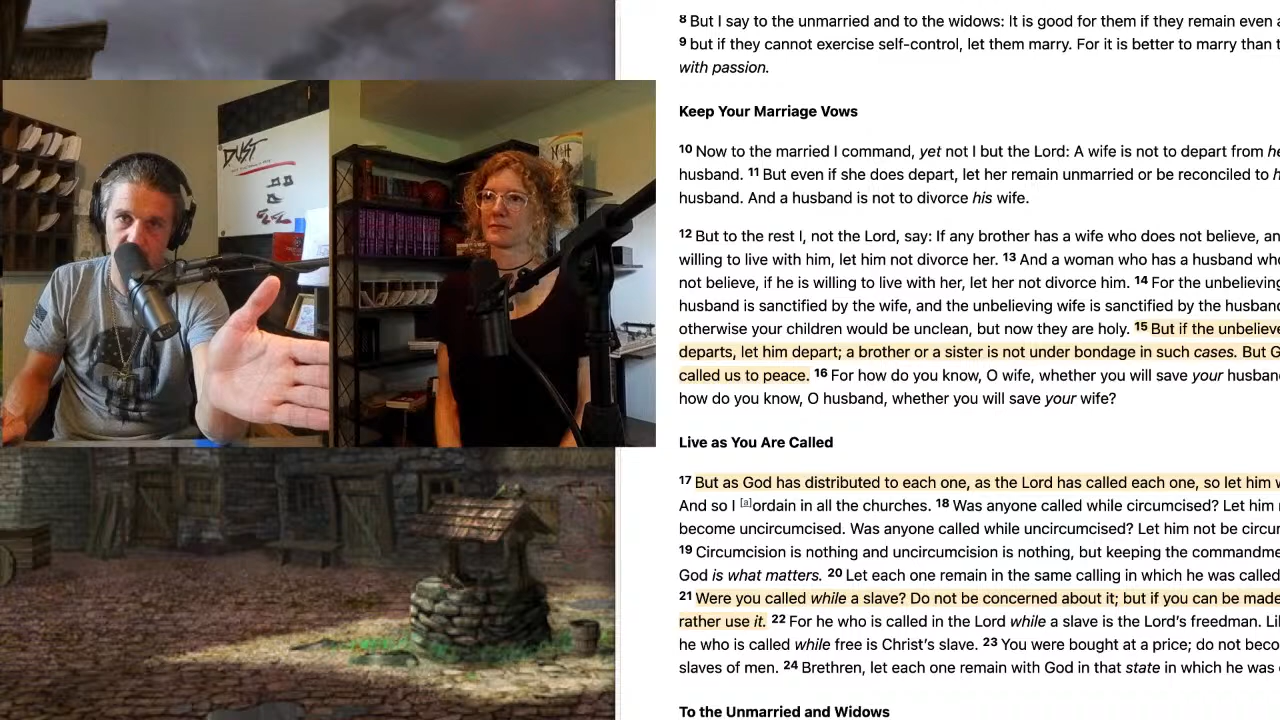 DUST
8 But I say to the unmarried and to the widows: It is good for them if they remain even a
9 but if they cannot exercise self-control, let them marry. For it is better to marry than t
with passion.
Keep Your Marriage Vows
10 Now to the married I command, yet not I but the Lord: A wife is not to depart from he
husband. 11 But even if she does depart, let her remain unmarried or be reconciled to h
husband. And a husband is not to divorce his wife.
12 But to the rest I, not the Lord, say: If any brother has a wife who does not believe, an
willing to live with him, let him not divorce her. 13 And a woman who has a husband who
not believe, if he is willing to live with her, let her not divorce him. 14 For the unbelieving
husband is sanctified by the wife, and the unbelieving wife is sanctified by the husband
otherwise your children would be unclean, but now they are holy. 15 But if the unbelieve
departs, let him depart; a brother or a sister is not under bondage in such cases. But G
called us to peace. 16 For how do you know, O wife, whether you will save your husban
how do you know, O husband, whether you will save your wife?
Live as You Are Called
17 But as God has distributed to each one, as the Lord has called each one, so let him w
And so I [a]ordain in all the churches. 18 Was anyone called while circumcised? Let him n
become uncircumcised. Was anyone called while uncircumcised? Let him not be circum
19 Circumcision is nothing and uncircumcision is nothing, but keeping the commandme
God is what matters. 20 Let each one remain in the same calling in which he was called
21 Were you called while a slave? Do not be concerned about it; but if you can be made
rather use it. 22 For he who is called in the Lord while a slave is the Lord's freedman. Li
he who is called while free is Christ's slave. 23 You were bought at a price; do not beco
slaves of men. 24 Brethren, let each one remain with God in that state in which he was c
To the Unmarried and Widows